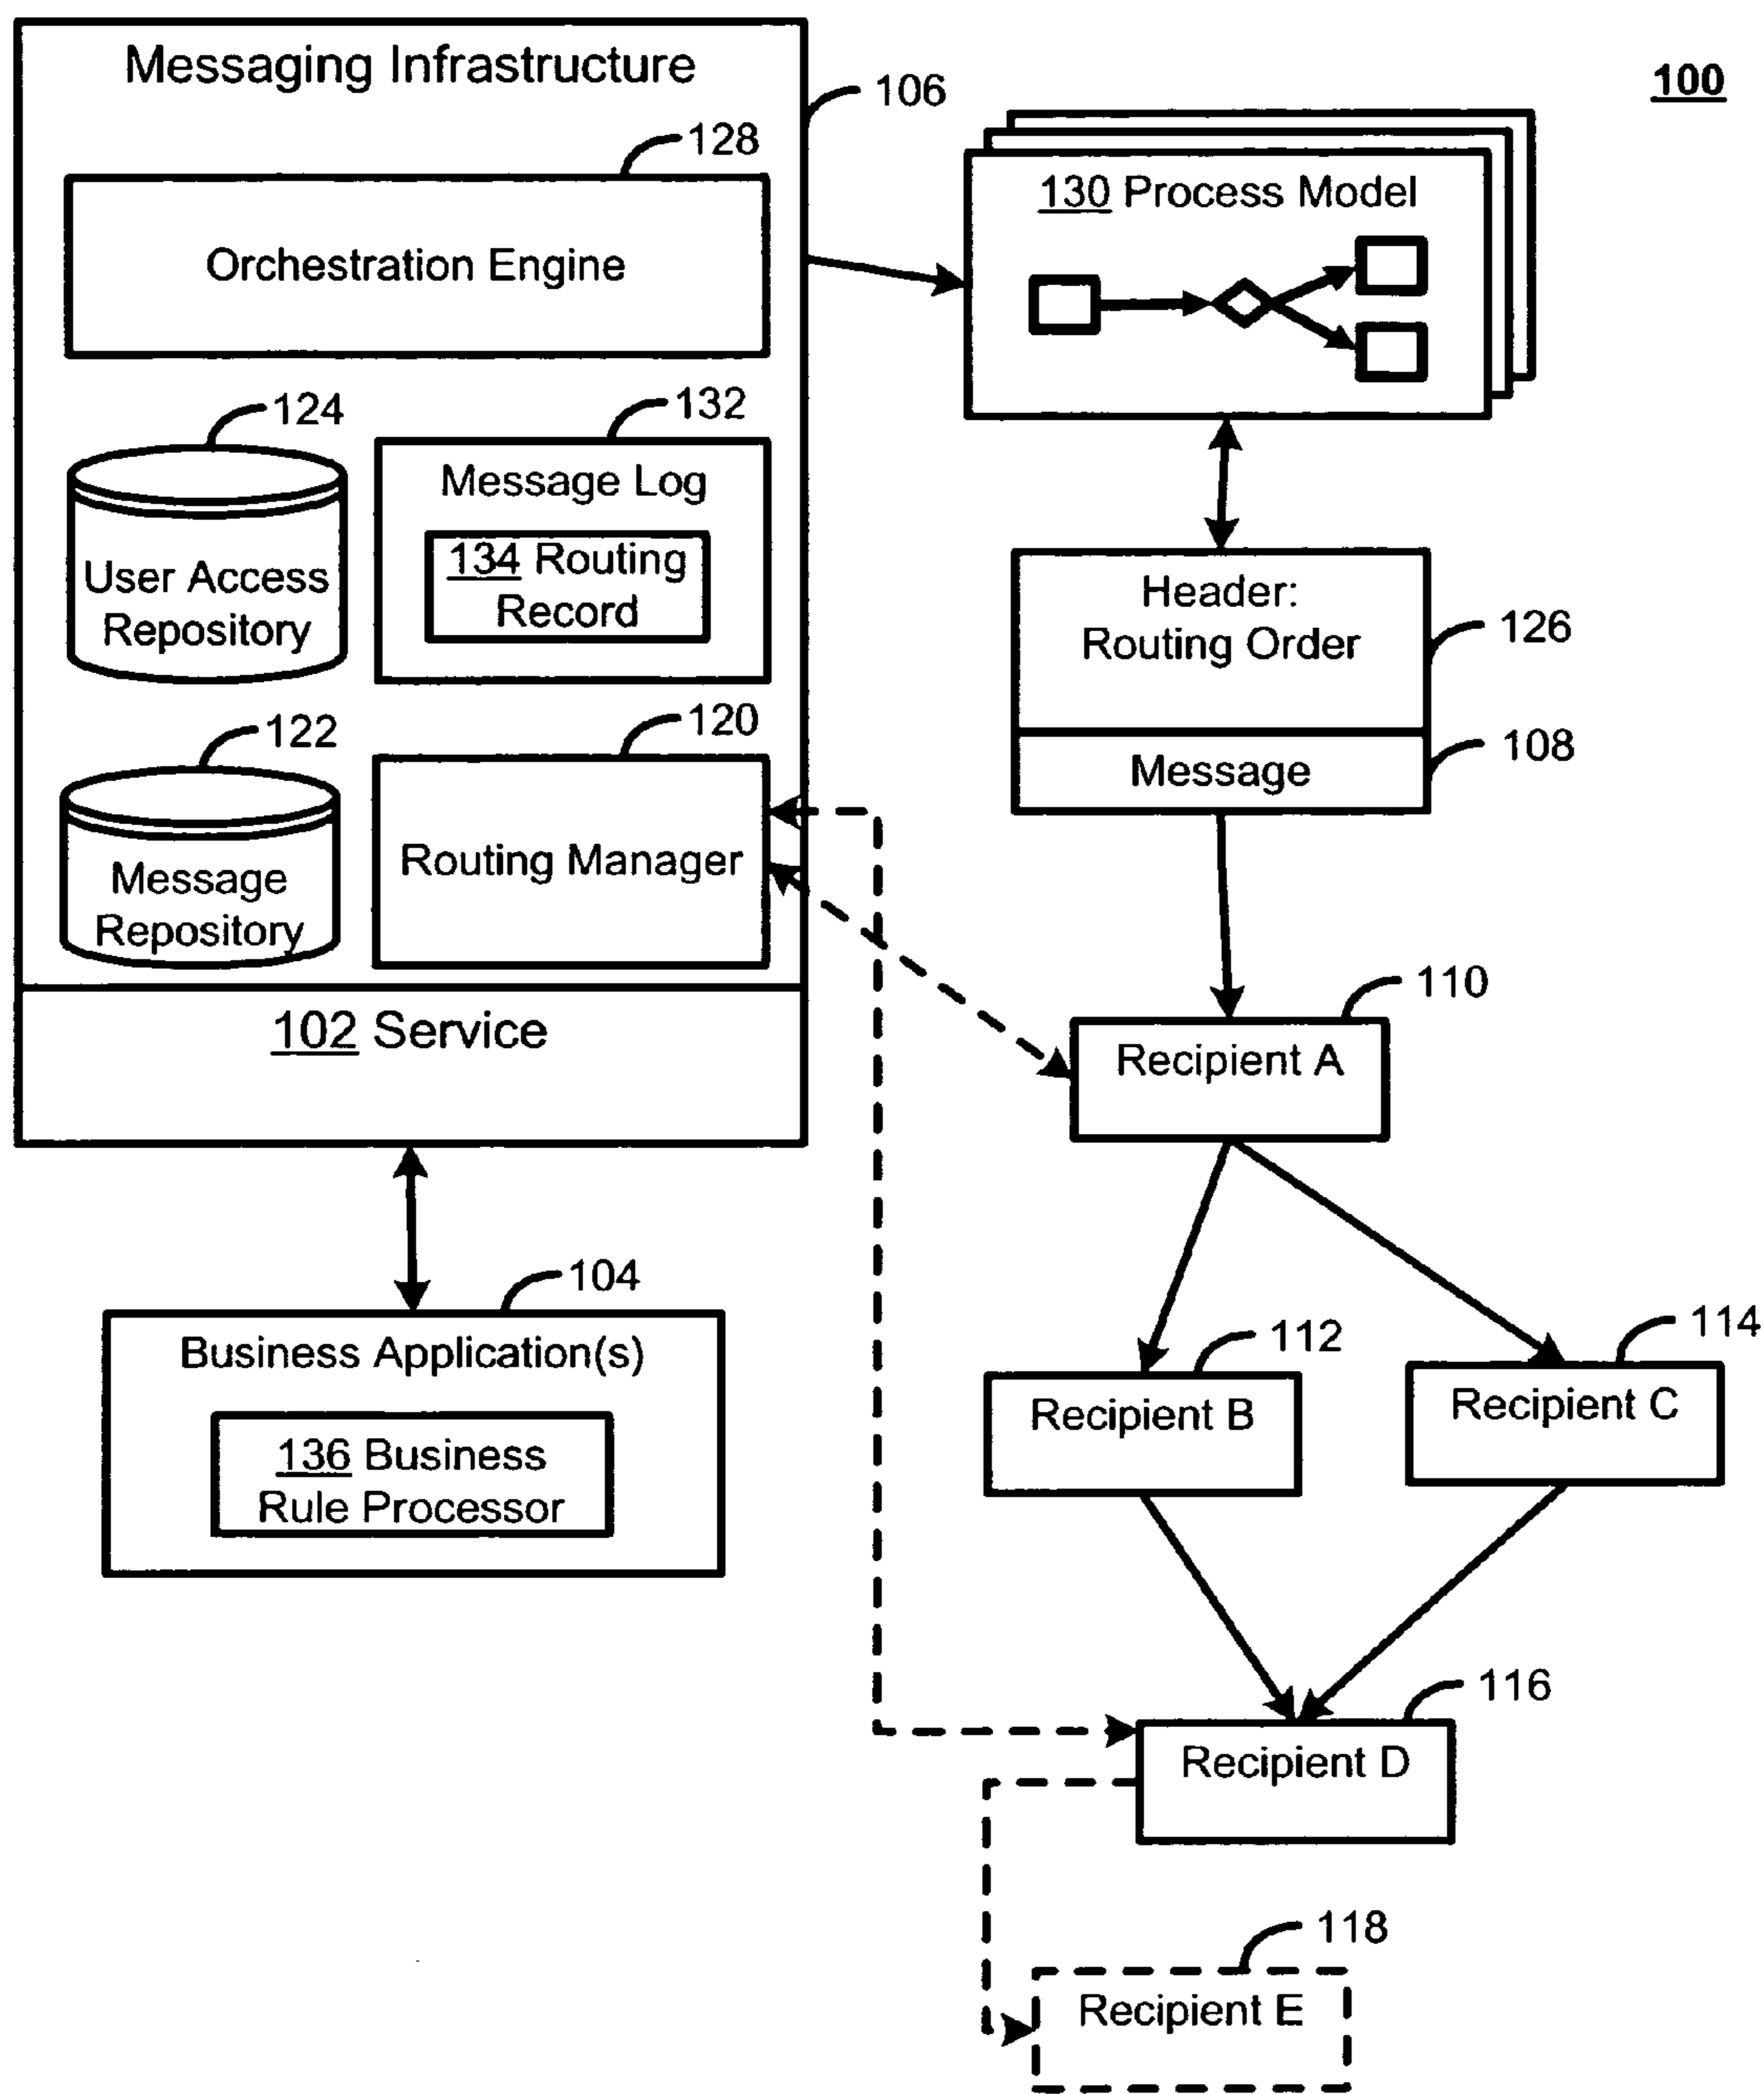 Messaging Infrastructure
106
100
128
Orchestration Engine
130 Process Model
124
132
User Access
Repository
Message Log
134 Routing
Record
Header:
Routing Order
126
108
Message
122
120
Message
Repository
Routing Manager
102 Service
110
Recipient A
104
Business Application(s)
136 Business
Rule Processor
112
Recipient B
114
Recipient C
116
Recipient D
118
Recipient E